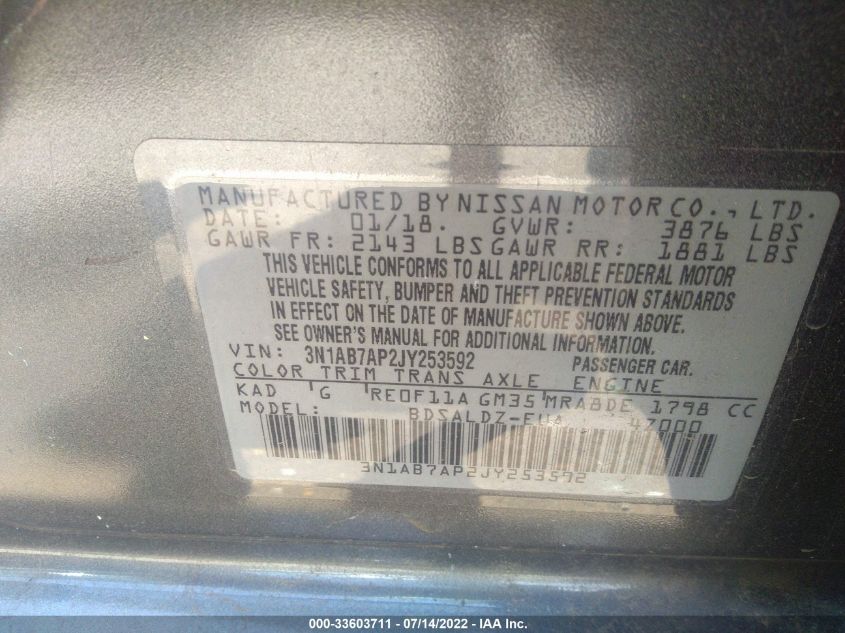 MANUFACTURED BY NISSAN MOTOR CO., LTD.
DATE: 01/18. GVWR: 3876 LBS
GAWR FR: 2143 LBS GAWR RR: 1881 LBS
THIS VEHICLE CONFORMS TO ALL APPLICABLE FEDERAL MOTOR
VEHICLE SAFETY, BUMPER AND THEFT PREVENTION STANDARDS
IN EFFECT ON THE DATE OF MANUFACTURE SHOWN ABOVE.
SEE OWNER'S MANUAL FOR ADDITIONAL INFORMATION.
VIN: 3N1AB7AP2JY253592 PASSENGER CAR.
COLOR TRIM TRANS AXLE ENGINE
KAD G RE0F11A GM35 MRA8DE 1798 CC
MODEL: BDSALDZ-EUA 47000
3N1AB7AP2JY253592
000-33603711 - 07/14/2022 - IAA Inc.